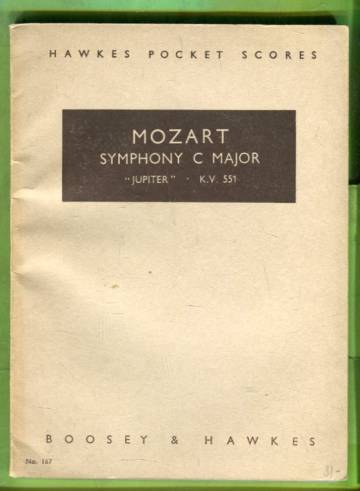 HAWKES POCKET SCORES
MOZART
SYMPHONY C MAJOR
"JUPITER" · K.V. 551
BOOSEY & HAWKES
No. 167